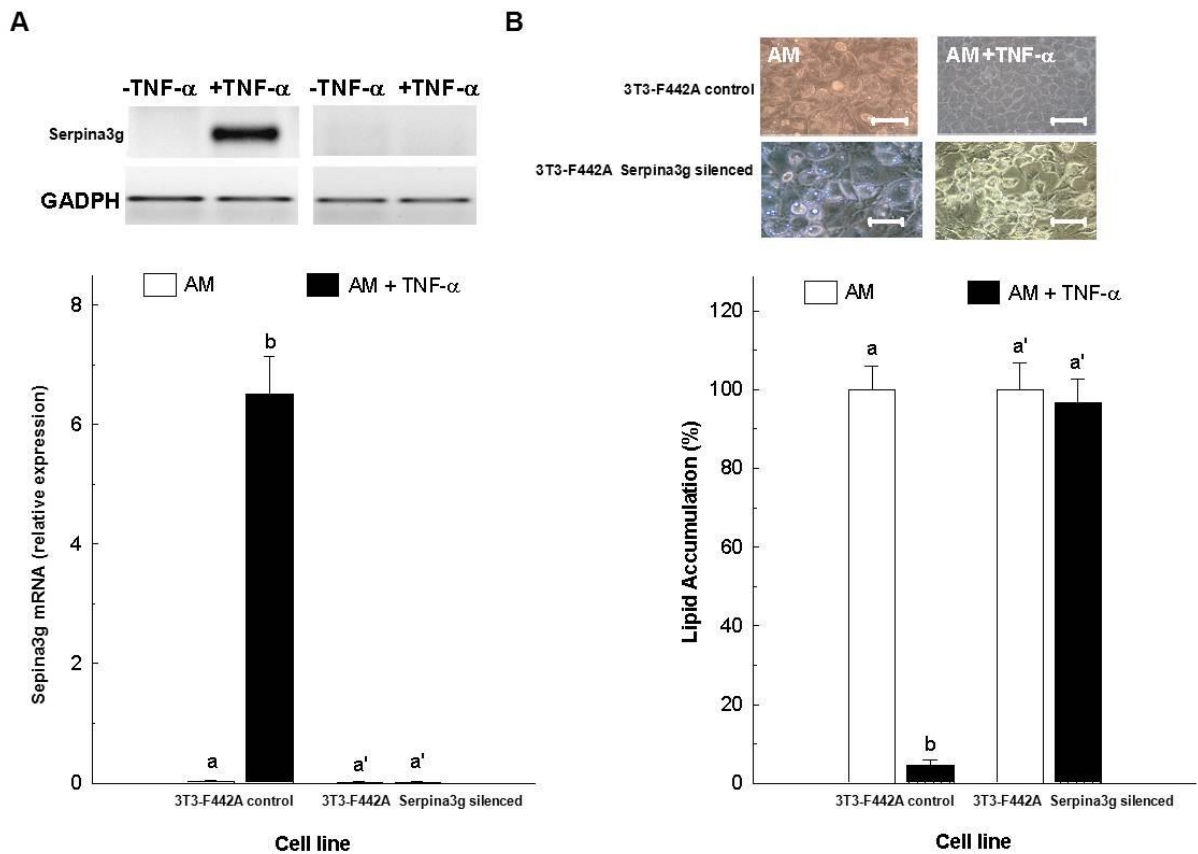 A
-TNF-α +TNF-α -TNF-α +TNF-α
Serpina3g
GADPH
AM AM + TNF-α
8
6
4
2
0
Sepina3g mRNA (relative expression)
a
b
a'
a'
3T3-F442A control 3T3-F442A Serpina3g silenced
Cell line
B
AM AM +TNF-α
3T3-F442A control
3T3-F442A Serpina3g silenced
AM AM + TNF-α
120
100
80
60
40
20
0
Lipid Accumulation (%)
a
b
a'
a'
3T3-F442A control 3T3-F442A Serpina3g silenced
Cell line